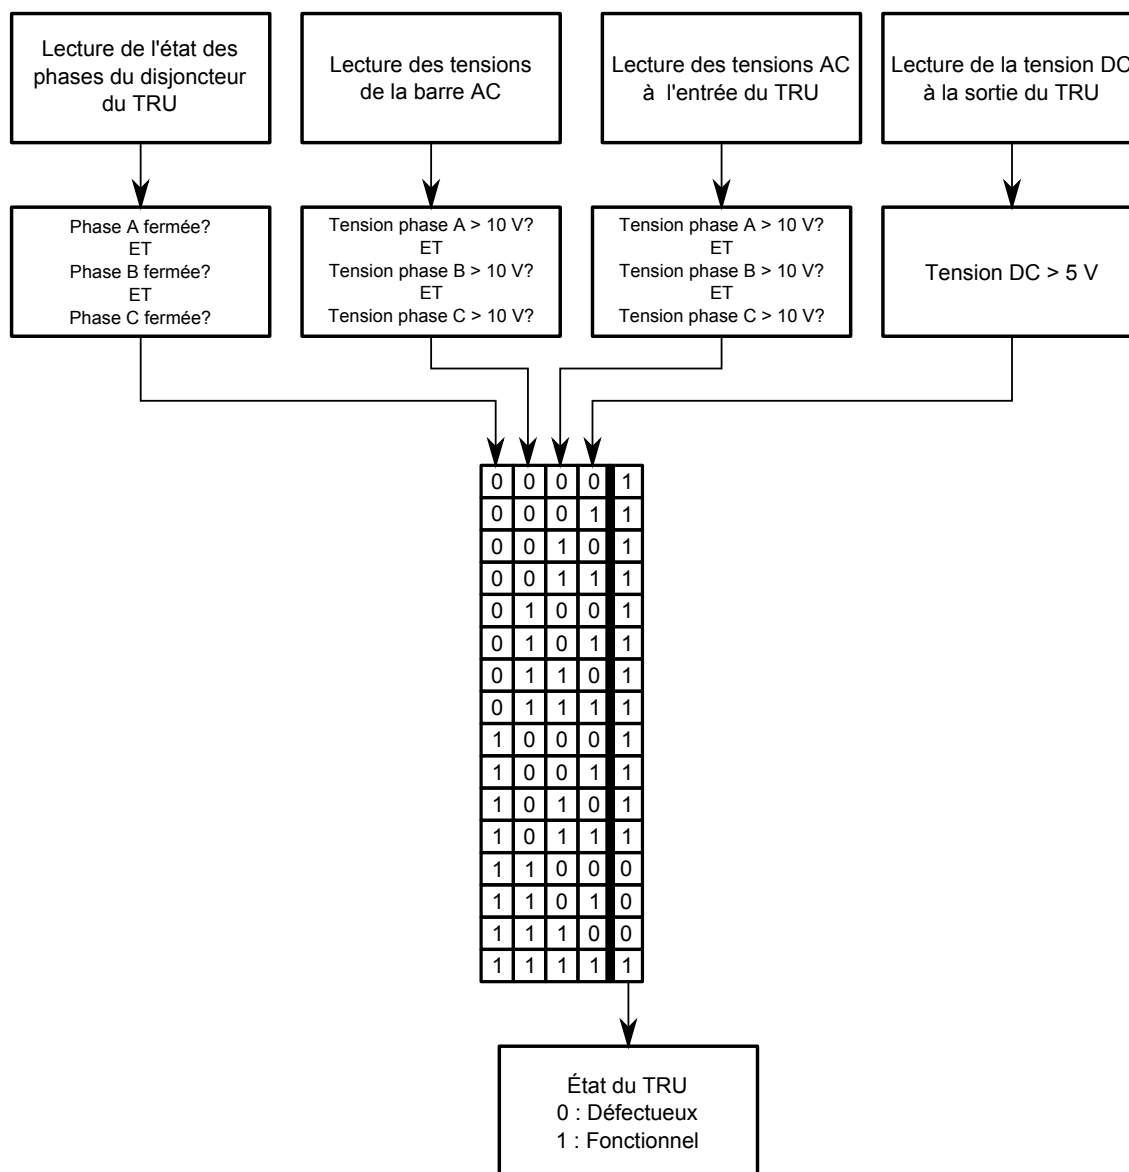 Lecture de l'état des
phases du disjoncteur
du TRU
Lecture des tensions
de la barre AC
Lecture des tensions AC
à l'entrée du TRU
Lecture de la tension DC
à la sortie du TRU
Phase A fermée?
ET
Phase B fermée?
ET
Phase C fermée?
Tension phase A > 10 V?
ET
Tension phase B > 10 V?
ET
Tension phase C > 10 V?
Tension phase A > 10 V?
ET
Tension phase B > 10 V?
ET
Tension phase C > 10 V?
Tension DC > 5 V
0 0 0 0 1
0 0 0 1 1
0 0 1 0 1
0 0 1 1 1
0 1 0 0 1
0 1 0 1 1
0 1 1 0 1
0 1 1 1 1
1 0 0 0 1
1 0 0 1 1
1 0 1 0 1
1 0 1 1 1
1 1 0 0 0
1 1 0 1 0
1 1 1 0 0
1 1 1 1 1
État du TRU
0 : Défectueux
1 : Fonctionnel